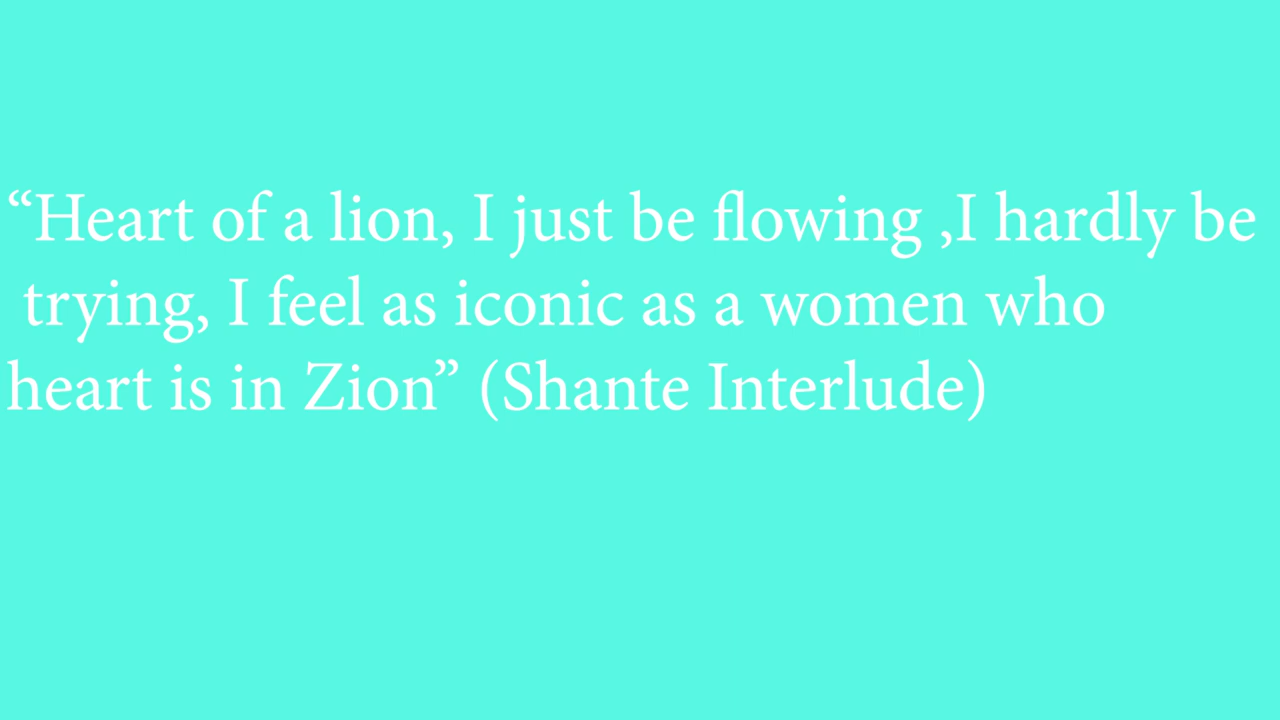 “Heart of a lion, I just be flowing ,I hardly be
trying, I feel as iconic as a women who
heart is in Zion” (Shante Interlude)